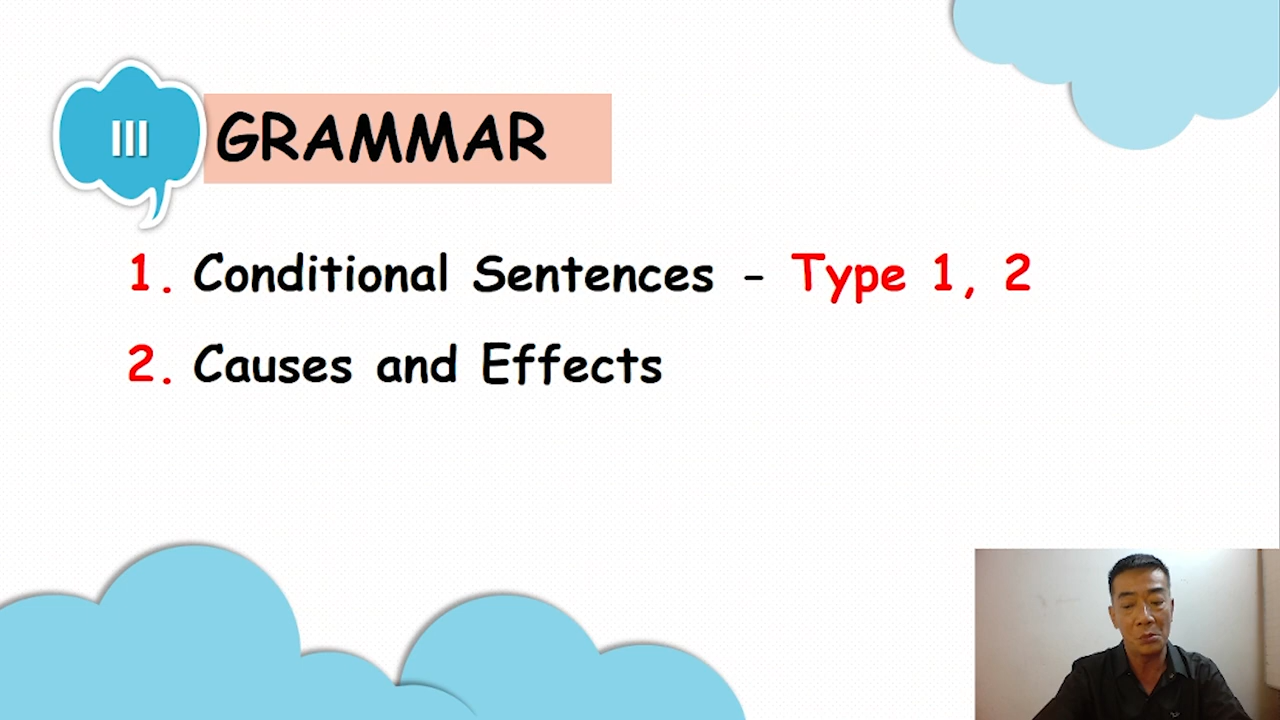 III GRAMMAR
1. Conditional Sentences - Type 1, 2
2. Causes and Effects